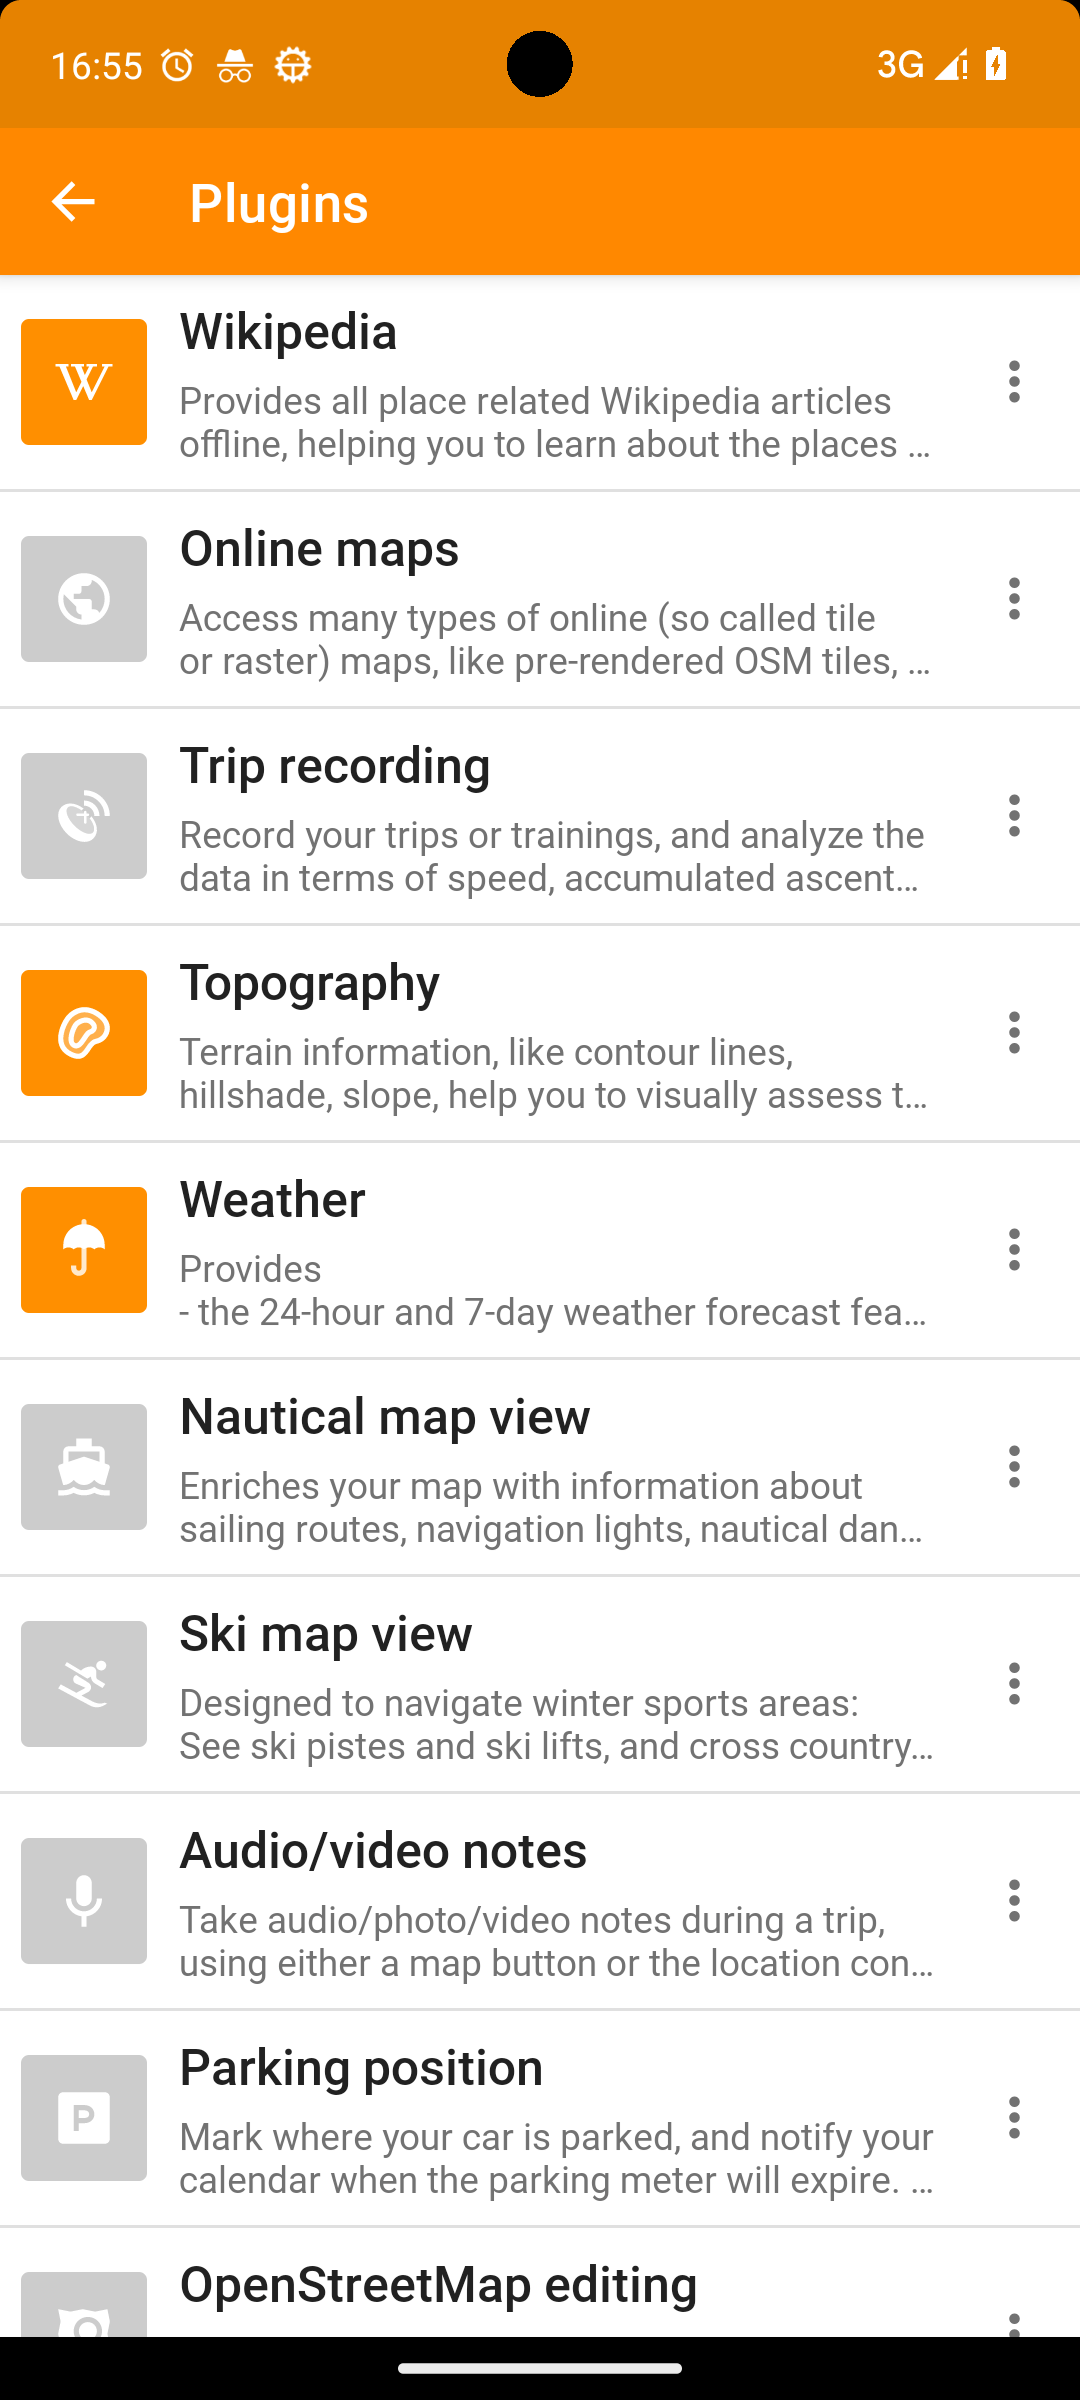 16:55
3G
Plugins
W
Wikipedia
Provides all place related Wikipedia articles
offline, helping you to learn about the places …
Online maps
Access many types of online (so called tile
or raster) maps, like pre-rendered OSM tiles, …
Trip recording
Record your trips or trainings, and analyze the
data in terms of speed, accumulated ascent…
Topography
Terrain information, like contour lines,
hillshade, slope, help you to visually assess t…
Weather
Provides
- the 24-hour and 7-day weather forecast fea…
Nautical map view
Enriches your map with information about
sailing routes, navigation lights, nautical dan…
Ski map view
Designed to navigate winter sports areas:
See ski pistes and ski lifts, and cross country…
Audio/video notes
Take audio/photo/video notes during a trip,
using either a map button or the location con…
P
Parking position
Mark where your car is parked, and notify your
calendar when the parking meter will expire. …
OpenStreetMap editing